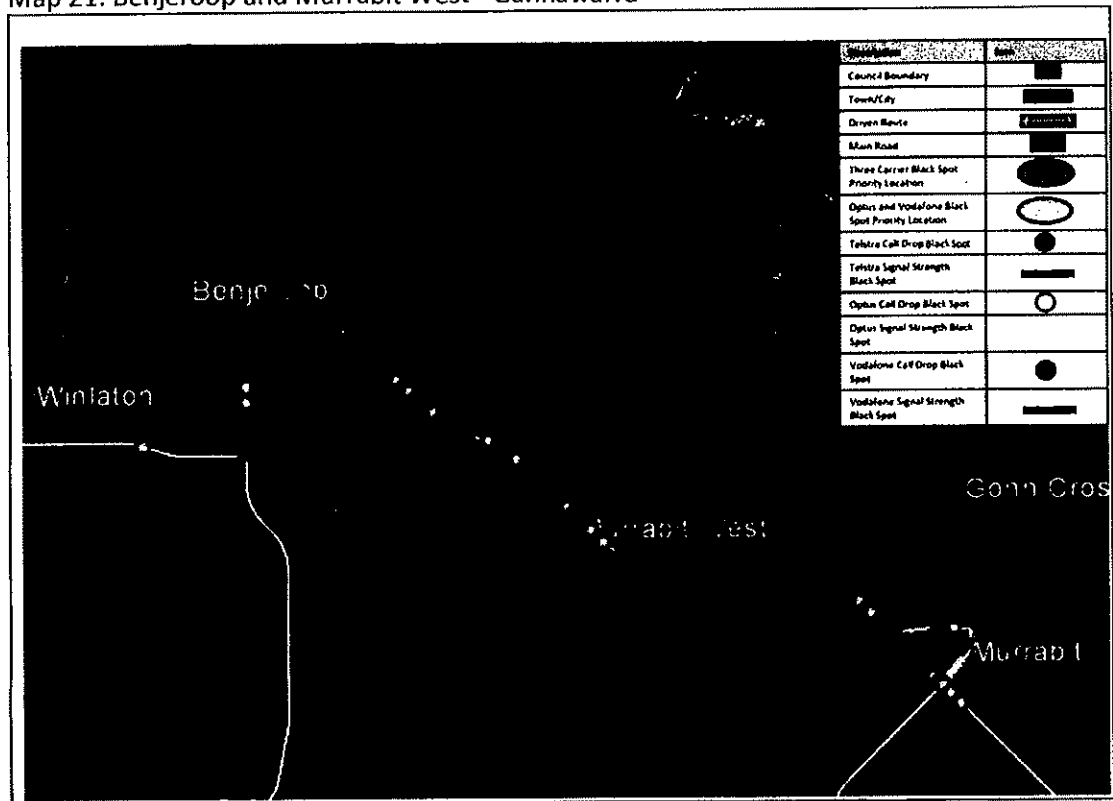 Map 21: Benjeroop and Murrabit West - Gannawarra
Council Boundary
Town/City
Driven Route
Main Road
Three Carrier Black Spot
Priority Location
Optus and Vodafone Black
Spot Priority Location
Telstra Call Drop Black Spot
Telstra Signal Strength
Black Spot
Optus Call Drop Black Spot
Optus Signal Strength Black
Spot
Vodafone Call Drop Black
Spot
Vodafone Signal Strength
Black Spot
Winlaton
Gonn Cros
West
Murrabit